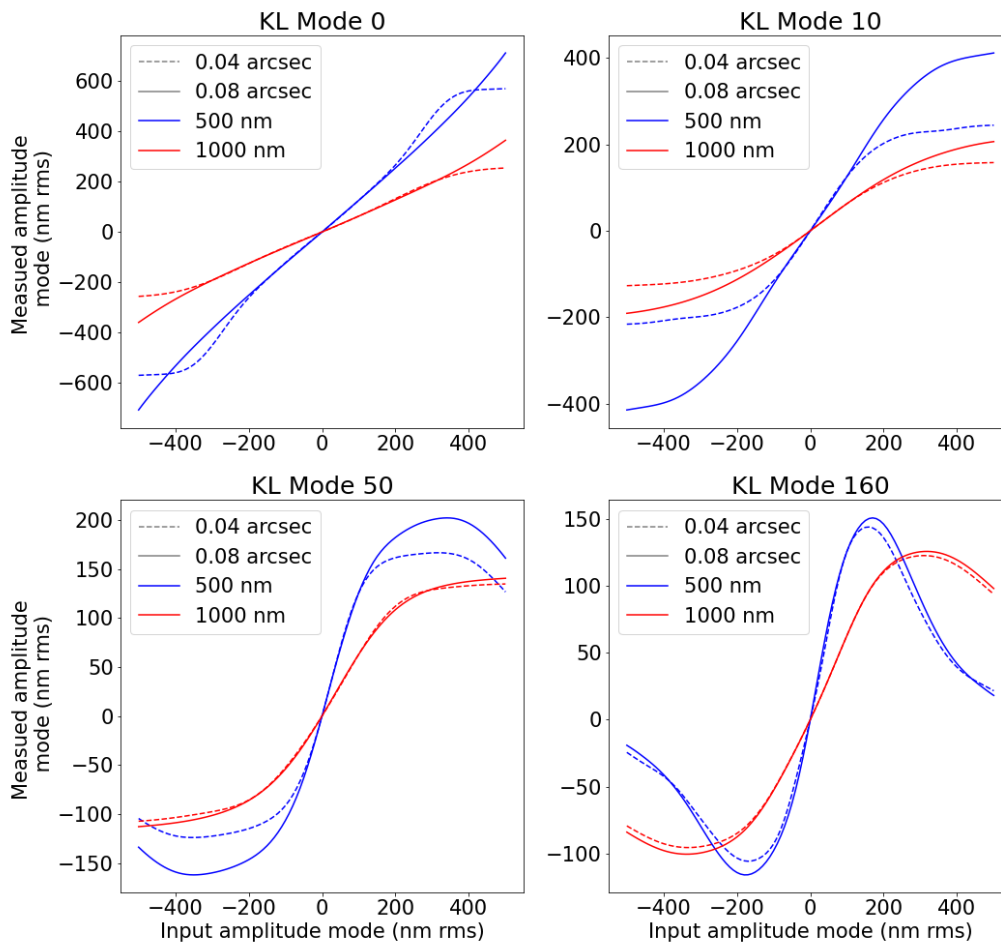 KL Mode 0
KL Mode 10
0.04 arcsec
0.08 arcsec
500 nm
1000 nm
600
400
200
0
−200
−400
−600
−400
−200
0
200
400
Measued amplitude
mode (nm rms)
0.04 arcsec
0.08 arcsec
500 nm
1000 nm
400
200
0
−200
−400
−400
−200
0
200
400
KL Mode 50
KL Mode 160
0.04 arcsec
0.08 arcsec
500 nm
1000 nm
200
150
100
50
0
−50
−100
−150
−400
−200
0
200
400
Measued amplitude
mode (nm rms)
Input amplitude mode (nm rms)
0.04 arcsec
0.08 arcsec
500 nm
1000 nm
150
100
50
0
−50
−100
−400
−200
0
200
400
Input amplitude mode (nm rms)